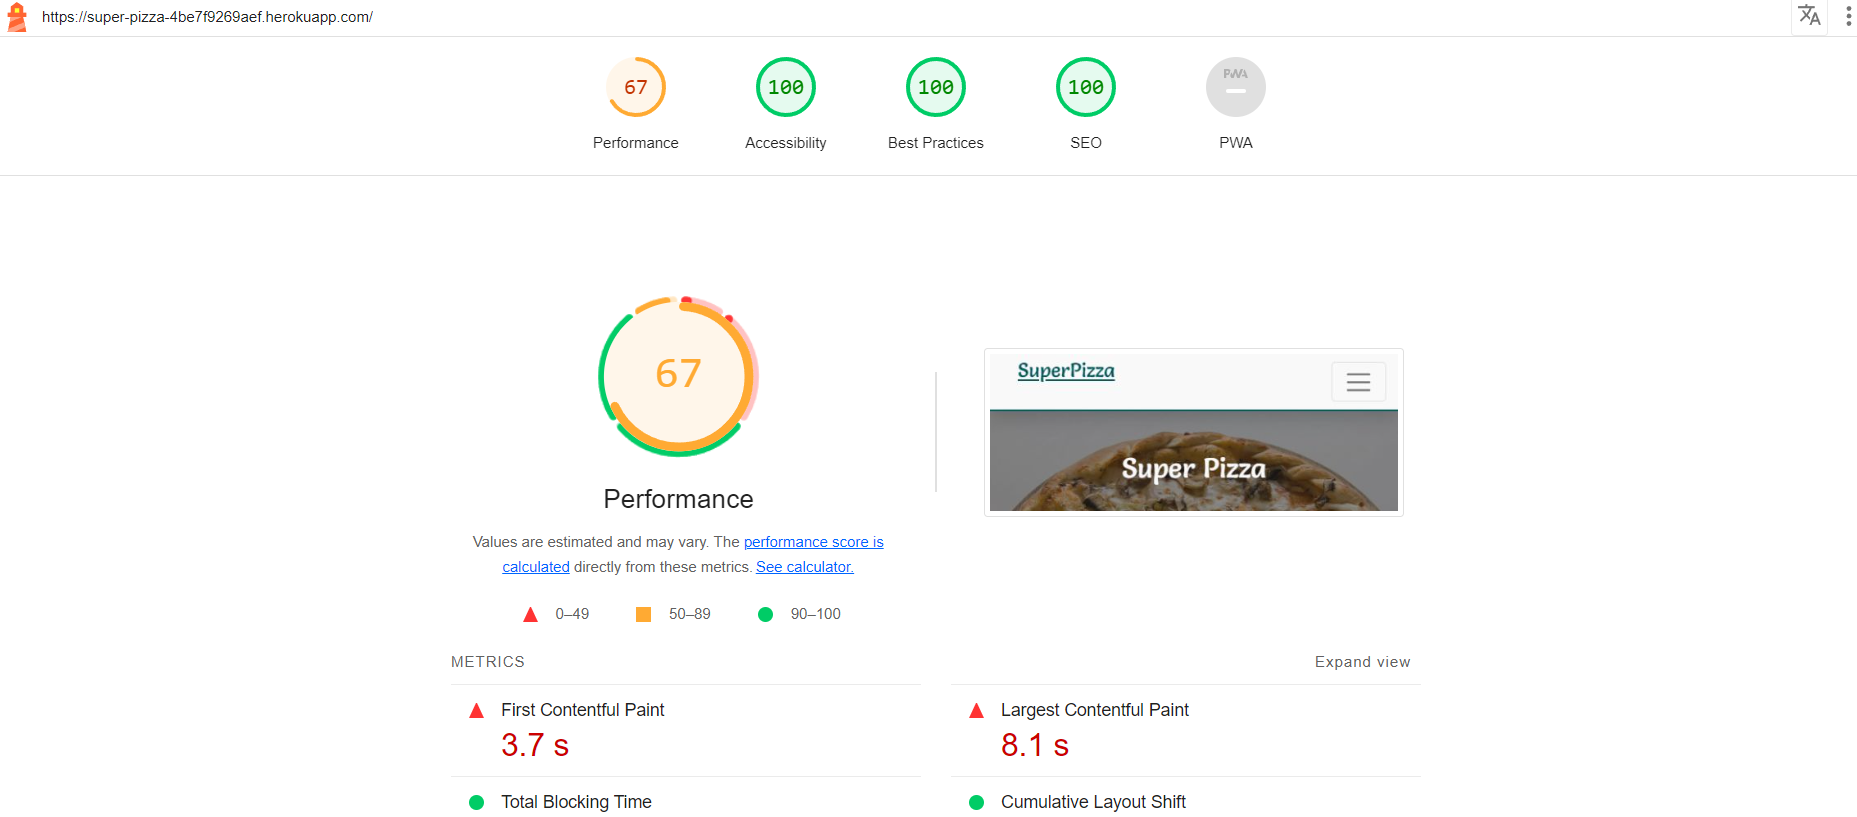 https://super-pizza-4be7f9269aef.herokuapp.com/
67
100
100
100
PWA
Performance
Accessibility
Best Practices
SEO
PWA
67
SuperPizza
Super Pizza
Performance
Values are estimated and may vary. The performance score is
calculated directly from these metrics. See calculator.
0–49
50–89
90–100
METRICS
Expand view
First Contentful Paint
3.7 s
Largest Contentful Paint
8.1 s
Total Blocking Time
Cumulative Layout Shift